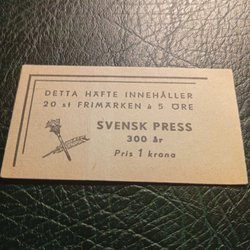 DETTA HÄFTE INNEHÅLLER
20 st FRIMÄRKEN à 5 ÖRE
SVENSK PRESS
300 år
Pris 1 krona